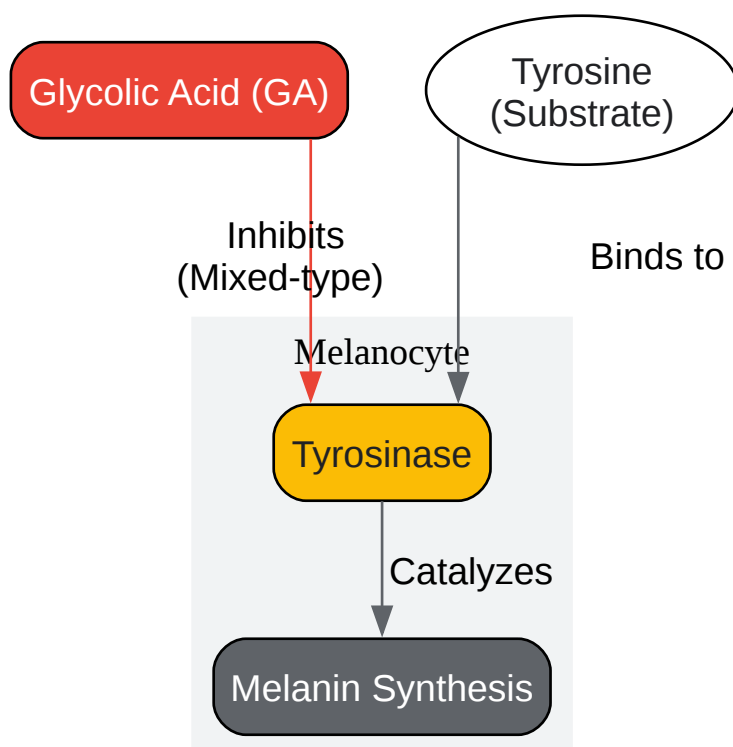 Glycolic Acid (GA)
Tyrosine
(Substrate)
Inhibits
(Mixed-type)
Binds to
Melanocyte
Tyrosinase
Catalyzes
Melanin Synthesis